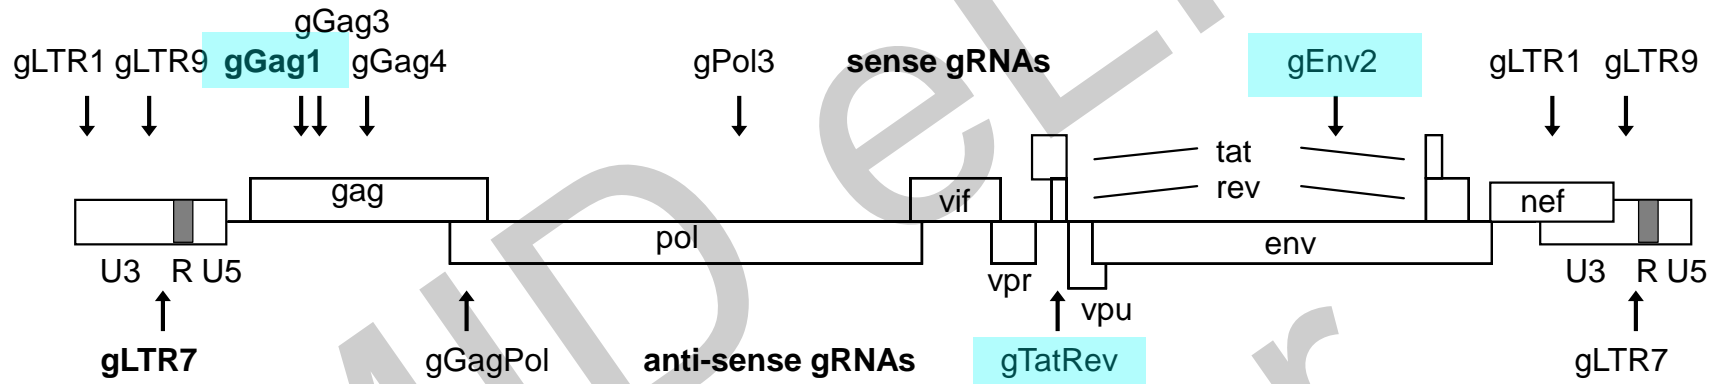 gGag3
gLTR1 gLTR9 gGag1 gGag4 gPol3 sense gRNAs gEnv2 gLTR1 gLTR9
tat
gag vif rev nef
pol env
U3 R U5 vpr U3 R U5
vpu
gLTR7 gGagPol anti-sense gRNAs gTatRev gLTR7